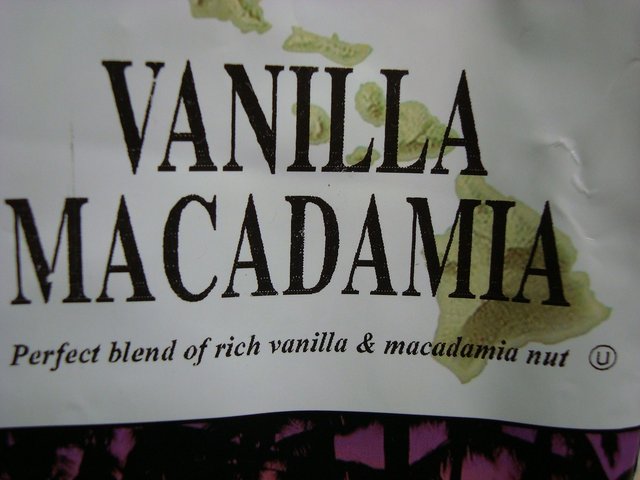 VANILLA
MACADAMIA
Perfect blend of rich vanilla & macadamia nut U